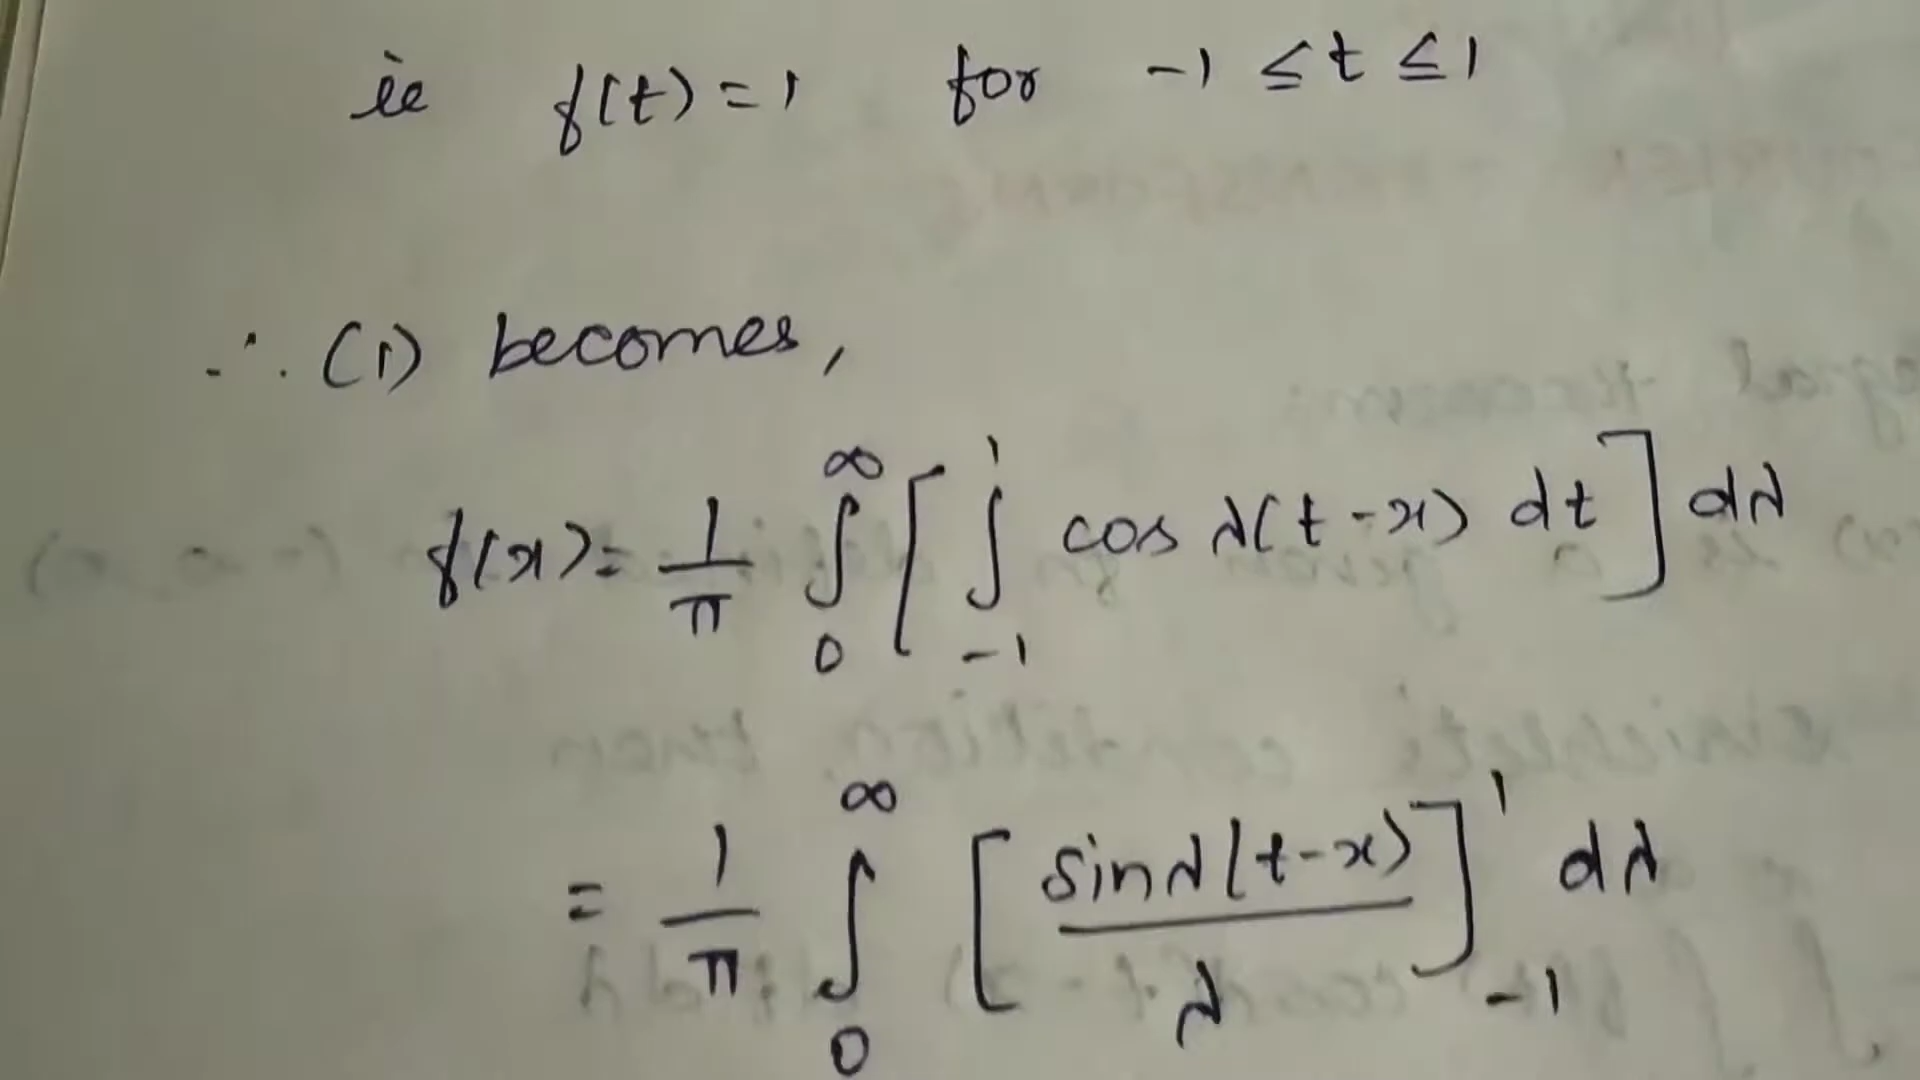 ie f(t) = 1 for -1 ≤ t ≤ 1
∴ (1) becomes,
f(x) = 1/π ∫₀^∞ [ ∫₋₁^1 cos λ(t-x) dt ] dλ
= 1/π ∫₀^∞ [ sin λ(t-x) / λ ]₋₁^1 dλ